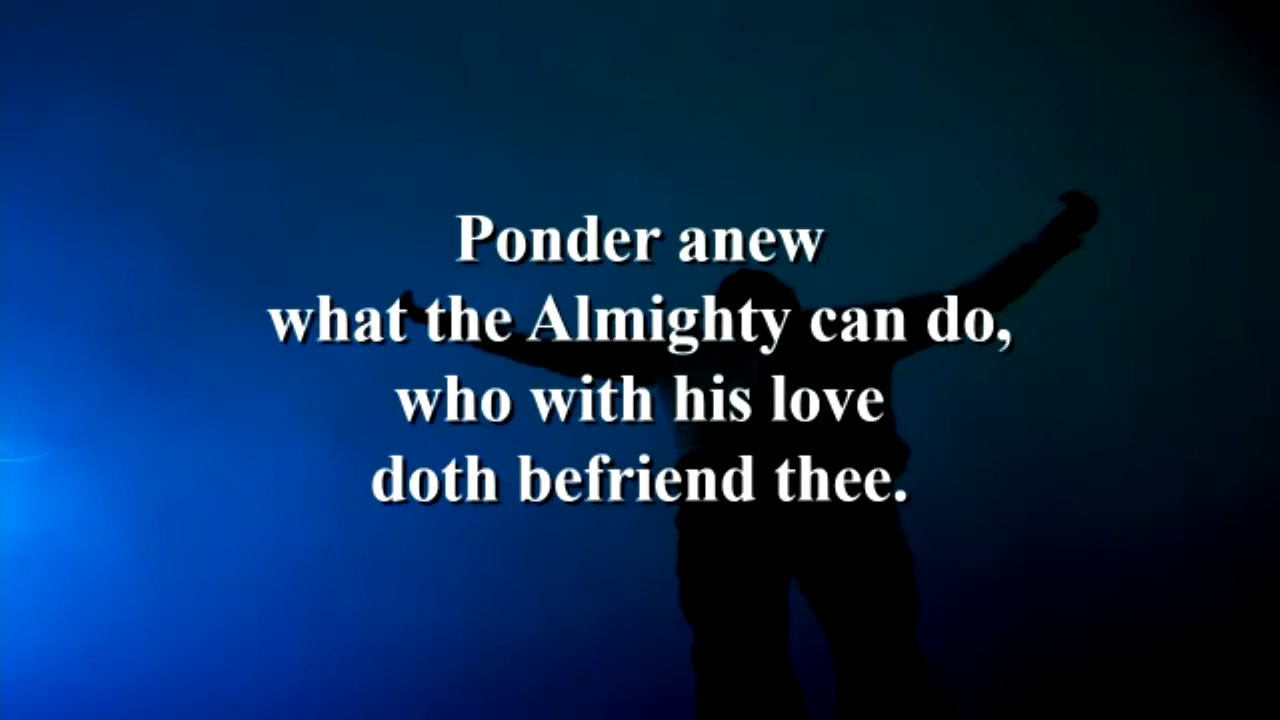 Ponder anew
what the Almighty can do,
who with his love
doth befriend thee.